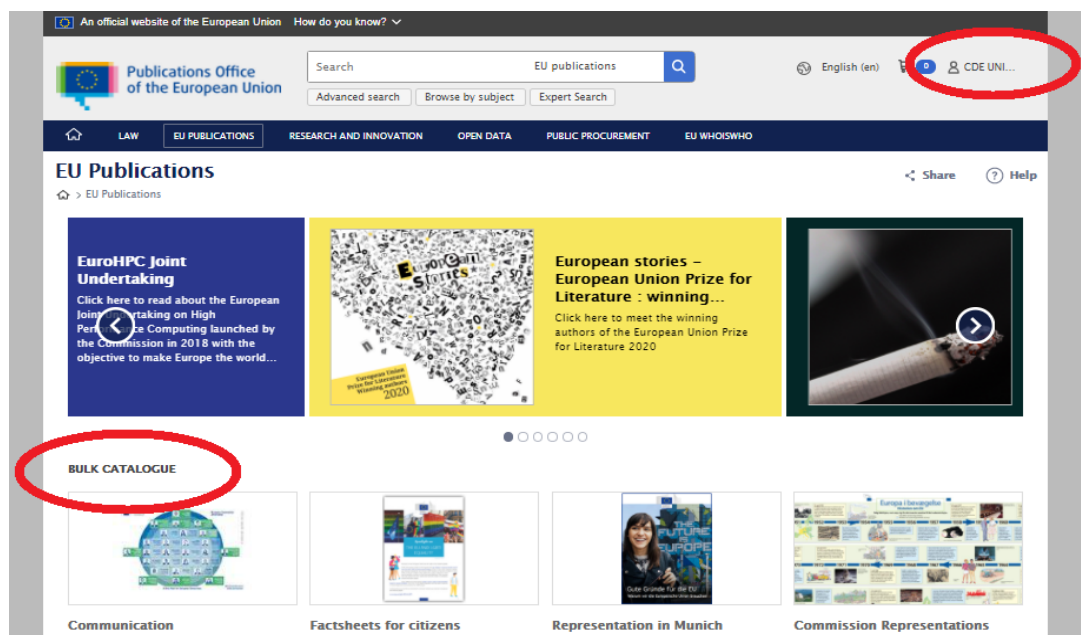 An official website of the European Union How do you know?
Publications Office
of the European Union
Search EU publications
Advanced search Browse by subject Expert Search
English (en) 0 CDE UNI...
LAW EU PUBLICATIONS RESEARCH AND INNOVATION OPEN DATA PUBLIC PROCUREMENT EU WHOISWHO
EU Publications
> EU Publications
Share ? Help
EuroHPC Joint
Undertaking
Click here to read about the European
Joint Undertaking on High
Performance Computing launched by
the Commission in 2018 with the
objective to make Europe the world...
European
Stories
European Union
Prize for Literature
Winning authors
2020
European stories –
European Union Prize for
Literature : winning...
Click here to meet the winning
authors of the European Union Prize
for Literature 2020
BULK CATALOGUE
THE
FUTURE
IS
EUROPE
Gute Gründe für die EU
Europa i bevægelse
Communication
Factsheets for citizens
Representation in Munich
Commission Representations